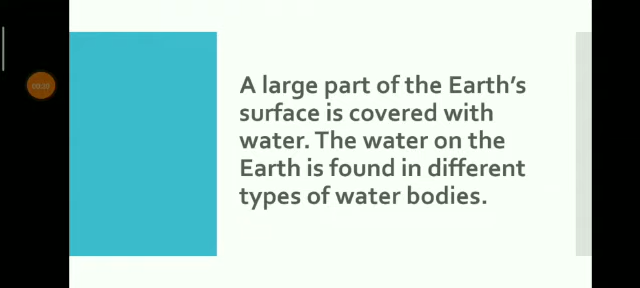 A large part of the Earth's
surface is covered with
water. The water on the
Earth is found in different
types of water bodies.